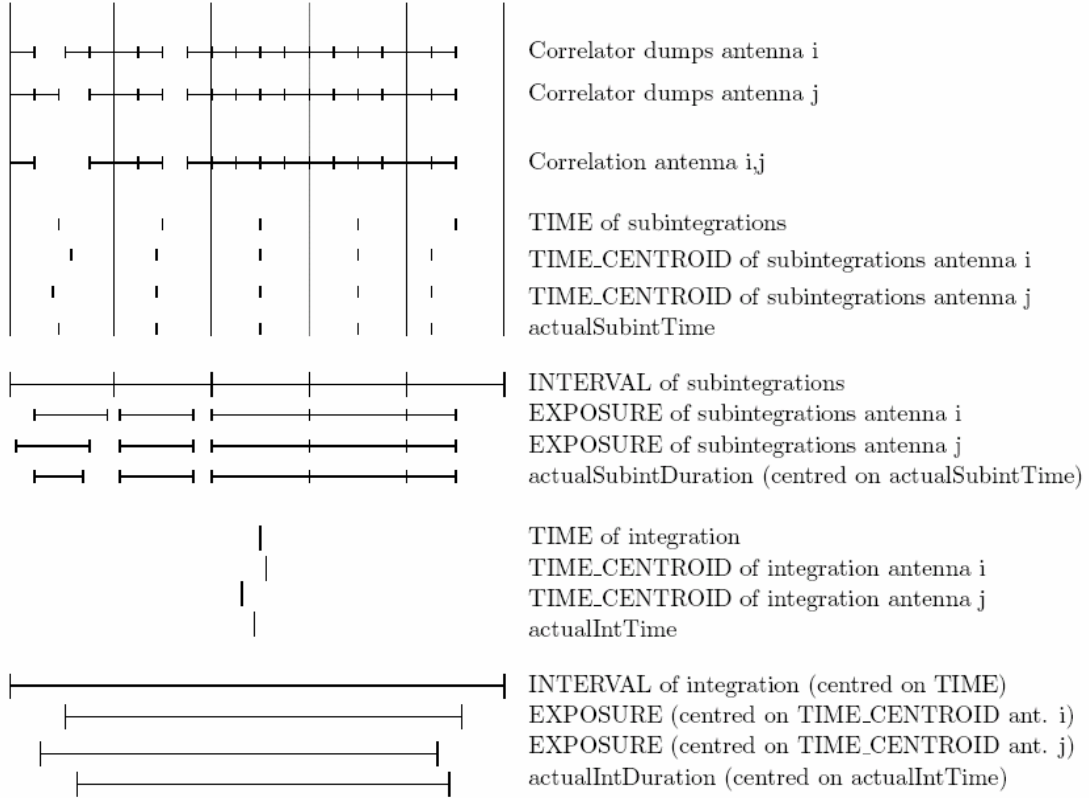 Correlator dumps antenna i
Correlator dumps antenna j
Correlation antenna i,j
TIME of subintegrations
TIME_CENTROID of subintegrations antenna i
TIME_CENTROID of subintegrations antenna j
actualSubintTime
INTERVAL of subintegrations
EXPOSURE of subintegrations antenna i
EXPOSURE of subintegrations antenna j
actualSubintDuration (centred on actualSubintTime)
TIME of integration
TIME_CENTROID of integration antenna i
TIME_CENTROID of integration antenna j
actualIntTime
INTERVAL of integration (centred on TIME)
EXPOSURE (centred on TIME_CENTROID ant. i)
EXPOSURE (centred on TIME_CENTROID ant. j)
actualIntDuration (centred on actualIntTime)